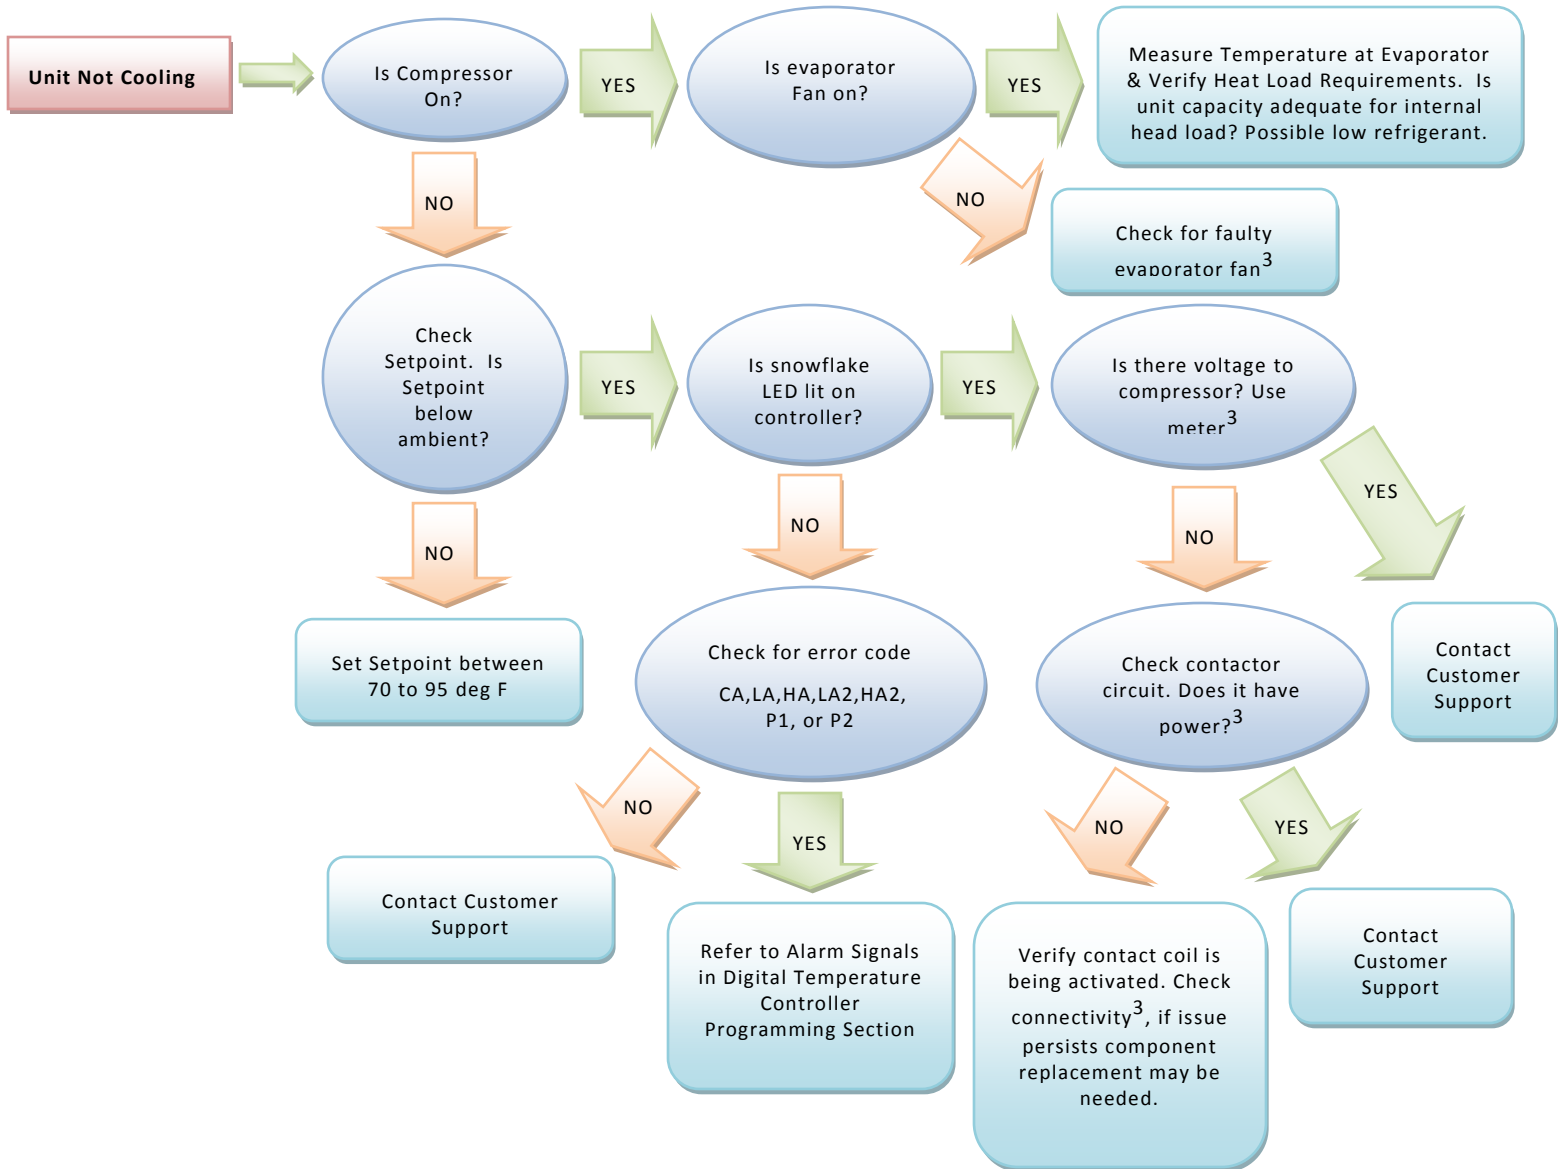 Unit Not Cooling
Is Compressor
On?
YES
Is evaporator
Fan on?
YES
Measure Temperature at Evaporator
& Verify Heat Load Requirements.  Is
unit capacity adequate for internal
head load? Possible low refrigerant.
NO
NO
Check for faulty
evaporator fan3
Check
Setpoint.  Is
Setpoint
below
ambient?
YES
Is snowflake
LED lit on
controller?
YES
Is there voltage to
compressor? Use
meter3
YES
NO
NO
NO
Set Setpoint between
70 to 95 deg F
Check for error code
CA,LA,HA,LA2,HA2,
P1, or P2
Check contactor
circuit. Does it have
power?3
Contact
Customer
Support
NO
YES
NO
YES
Contact Customer
Support
Refer to Alarm Signals
in Digital Temperature
Controller
Programming Section
Verify contact coil is
being activated. Check
connectivity3, if issue
persists component
replacement may be
needed.
Contact
Customer
Support